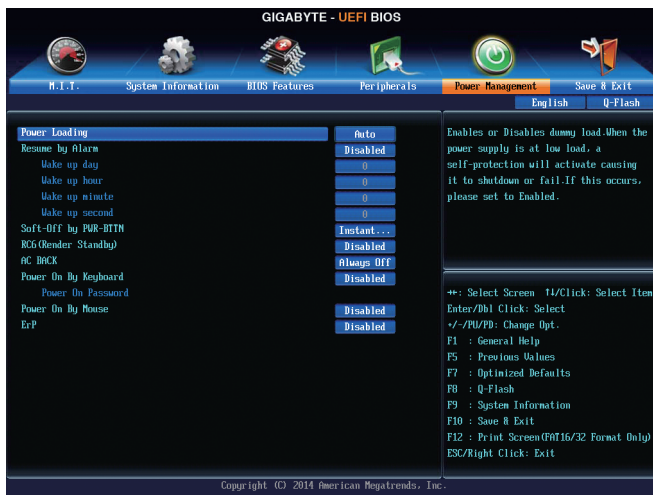 GIGABYTE - UEFI BIOS
M.I.T. System Information BIOS Features Peripherals Power Management Save & Exit
English Q-Flash
Power Loading Auto
Resume by Alarm Disabled
Wake up day 0
Wake up hour 0
Wake up minute 0
Wake up second 0
Soft-Off by PWR-BTTN Instant...
RC6(Render Standby) Disabled
AC BACK Always Off
Power On By Keyboard Disabled
Power On Password
Power On By Mouse Disabled
ErP Disabled
Enables or Disables dummy load.When the
power supply is at low load, a
self-protection will activate causing
it to shutdown or fail.If this occurs,
please set to Enabled.
→←: Select Screen ↑↓/Click: Select Item
Enter/Dbl Click: Select
+/-/PU/PD: Change Opt.
F1 : General Help
F5 : Previous Values
F7 : Optimized Defaults
F8 : Q-Flash
F9 : System Information
F10 : Save & Exit
F12 : Print Screen(FAT16/32 Format Only)
ESC/Right Click: Exit
Copyright (C) 2014 American Megatrends, Inc.